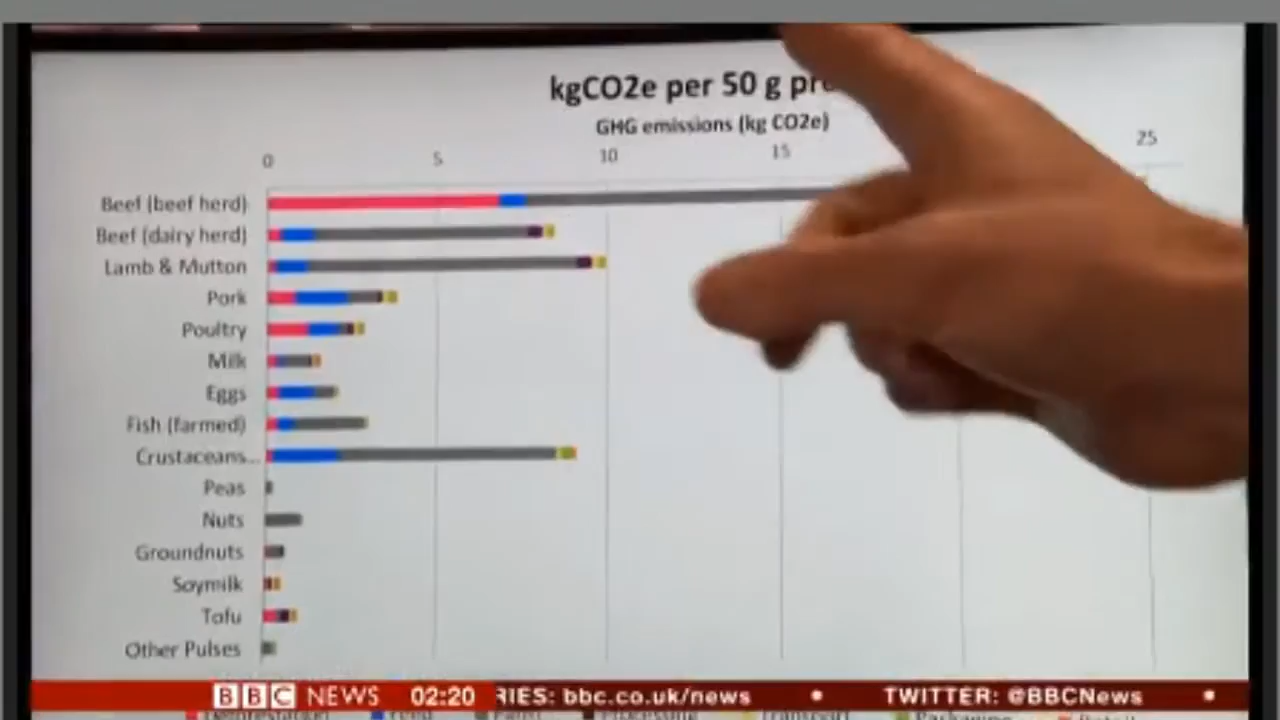 kgCO2e per 50 g
GHG emissions (kg CO2e)
0 5 10 15 25
Beef (beef herd)
Beef (dairy herd)
Lamb & Mutton
Pork
Poultry
Milk
Eggs
Fish (farmed)
Crustaceans...
Peas
Nuts
Groundnuts
Soymilk
Tofu
Other Pulses
BBC NEWS 02:20 RIES: bbc.co.uk/news • TWITTER: @BBCNews •